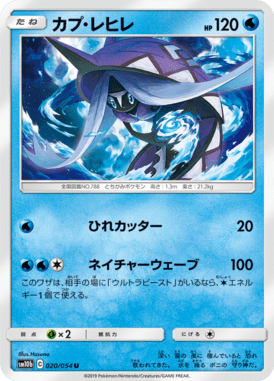 たね カプ・レヒレ HP 120
全国図鑑NO.788 とちがみポケモン 高さ：1.3m 重さ：21.2kg
ひれカッター 20
ネイチャーウェーブ 100
このワザは、相手の場に「ウルトラビースト」がいるなら、エネルギー1個で使える。
弱点 ×2 抵抗力 にげる
Illus. Hasuno
sm10b C 020/054 U
©2019 Pokémon/Nintendo/Creatures/GAME FREAK.